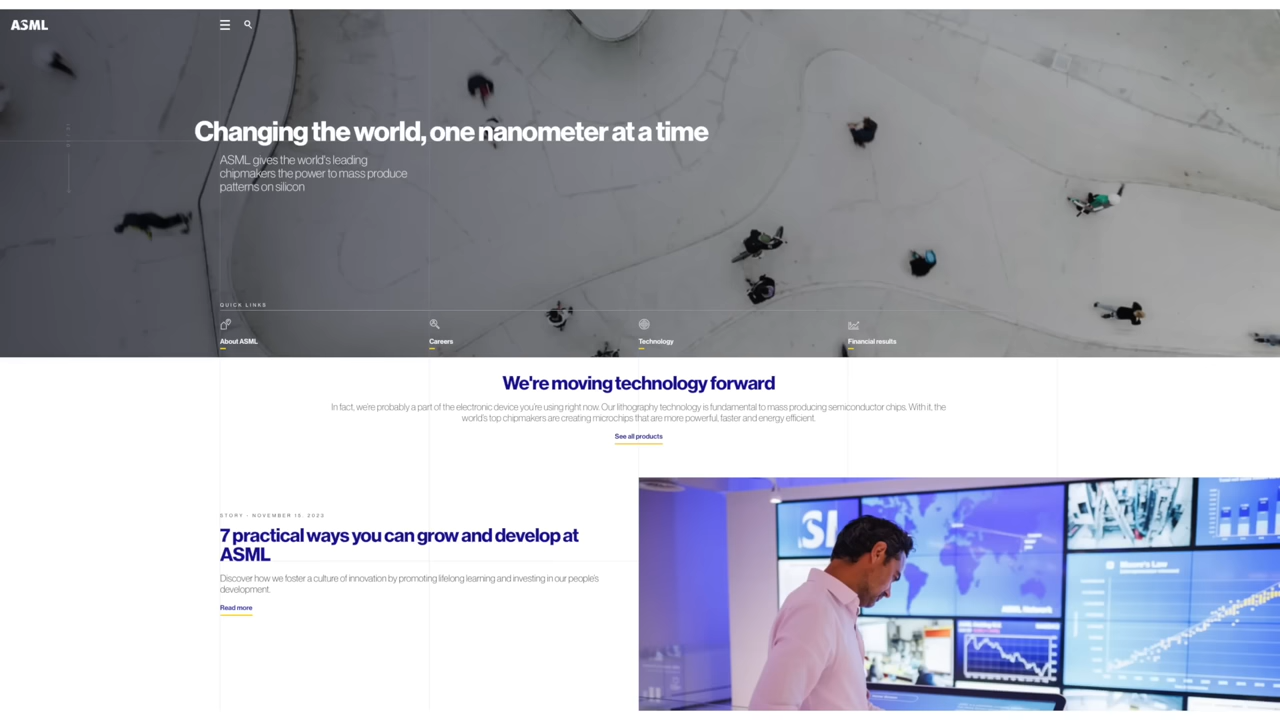 ASML
Changing the world, one nanometer at a time
ASML gives the world's leading
chipmakers the power to mass produce
patterns on silicon
QUICK LINKS
About ASML
Careers
Technology
Financial results
We're moving technology forward
In fact, we're probably a part of the electronic device you're using right now. Our lithography technology is fundamental to mass producing semiconductor chips. With it, the
world's top chipmakers are creating microchips that are more powerful, faster and energy efficient.
See all products
STORY - NOVEMBER 15, 2023
7 practical ways you can grow and develop at
ASML
Discover how we foster a culture of innovation by promoting lifelong learning and investing in our people's
development.
Read more
ASML Network
Moore's Law